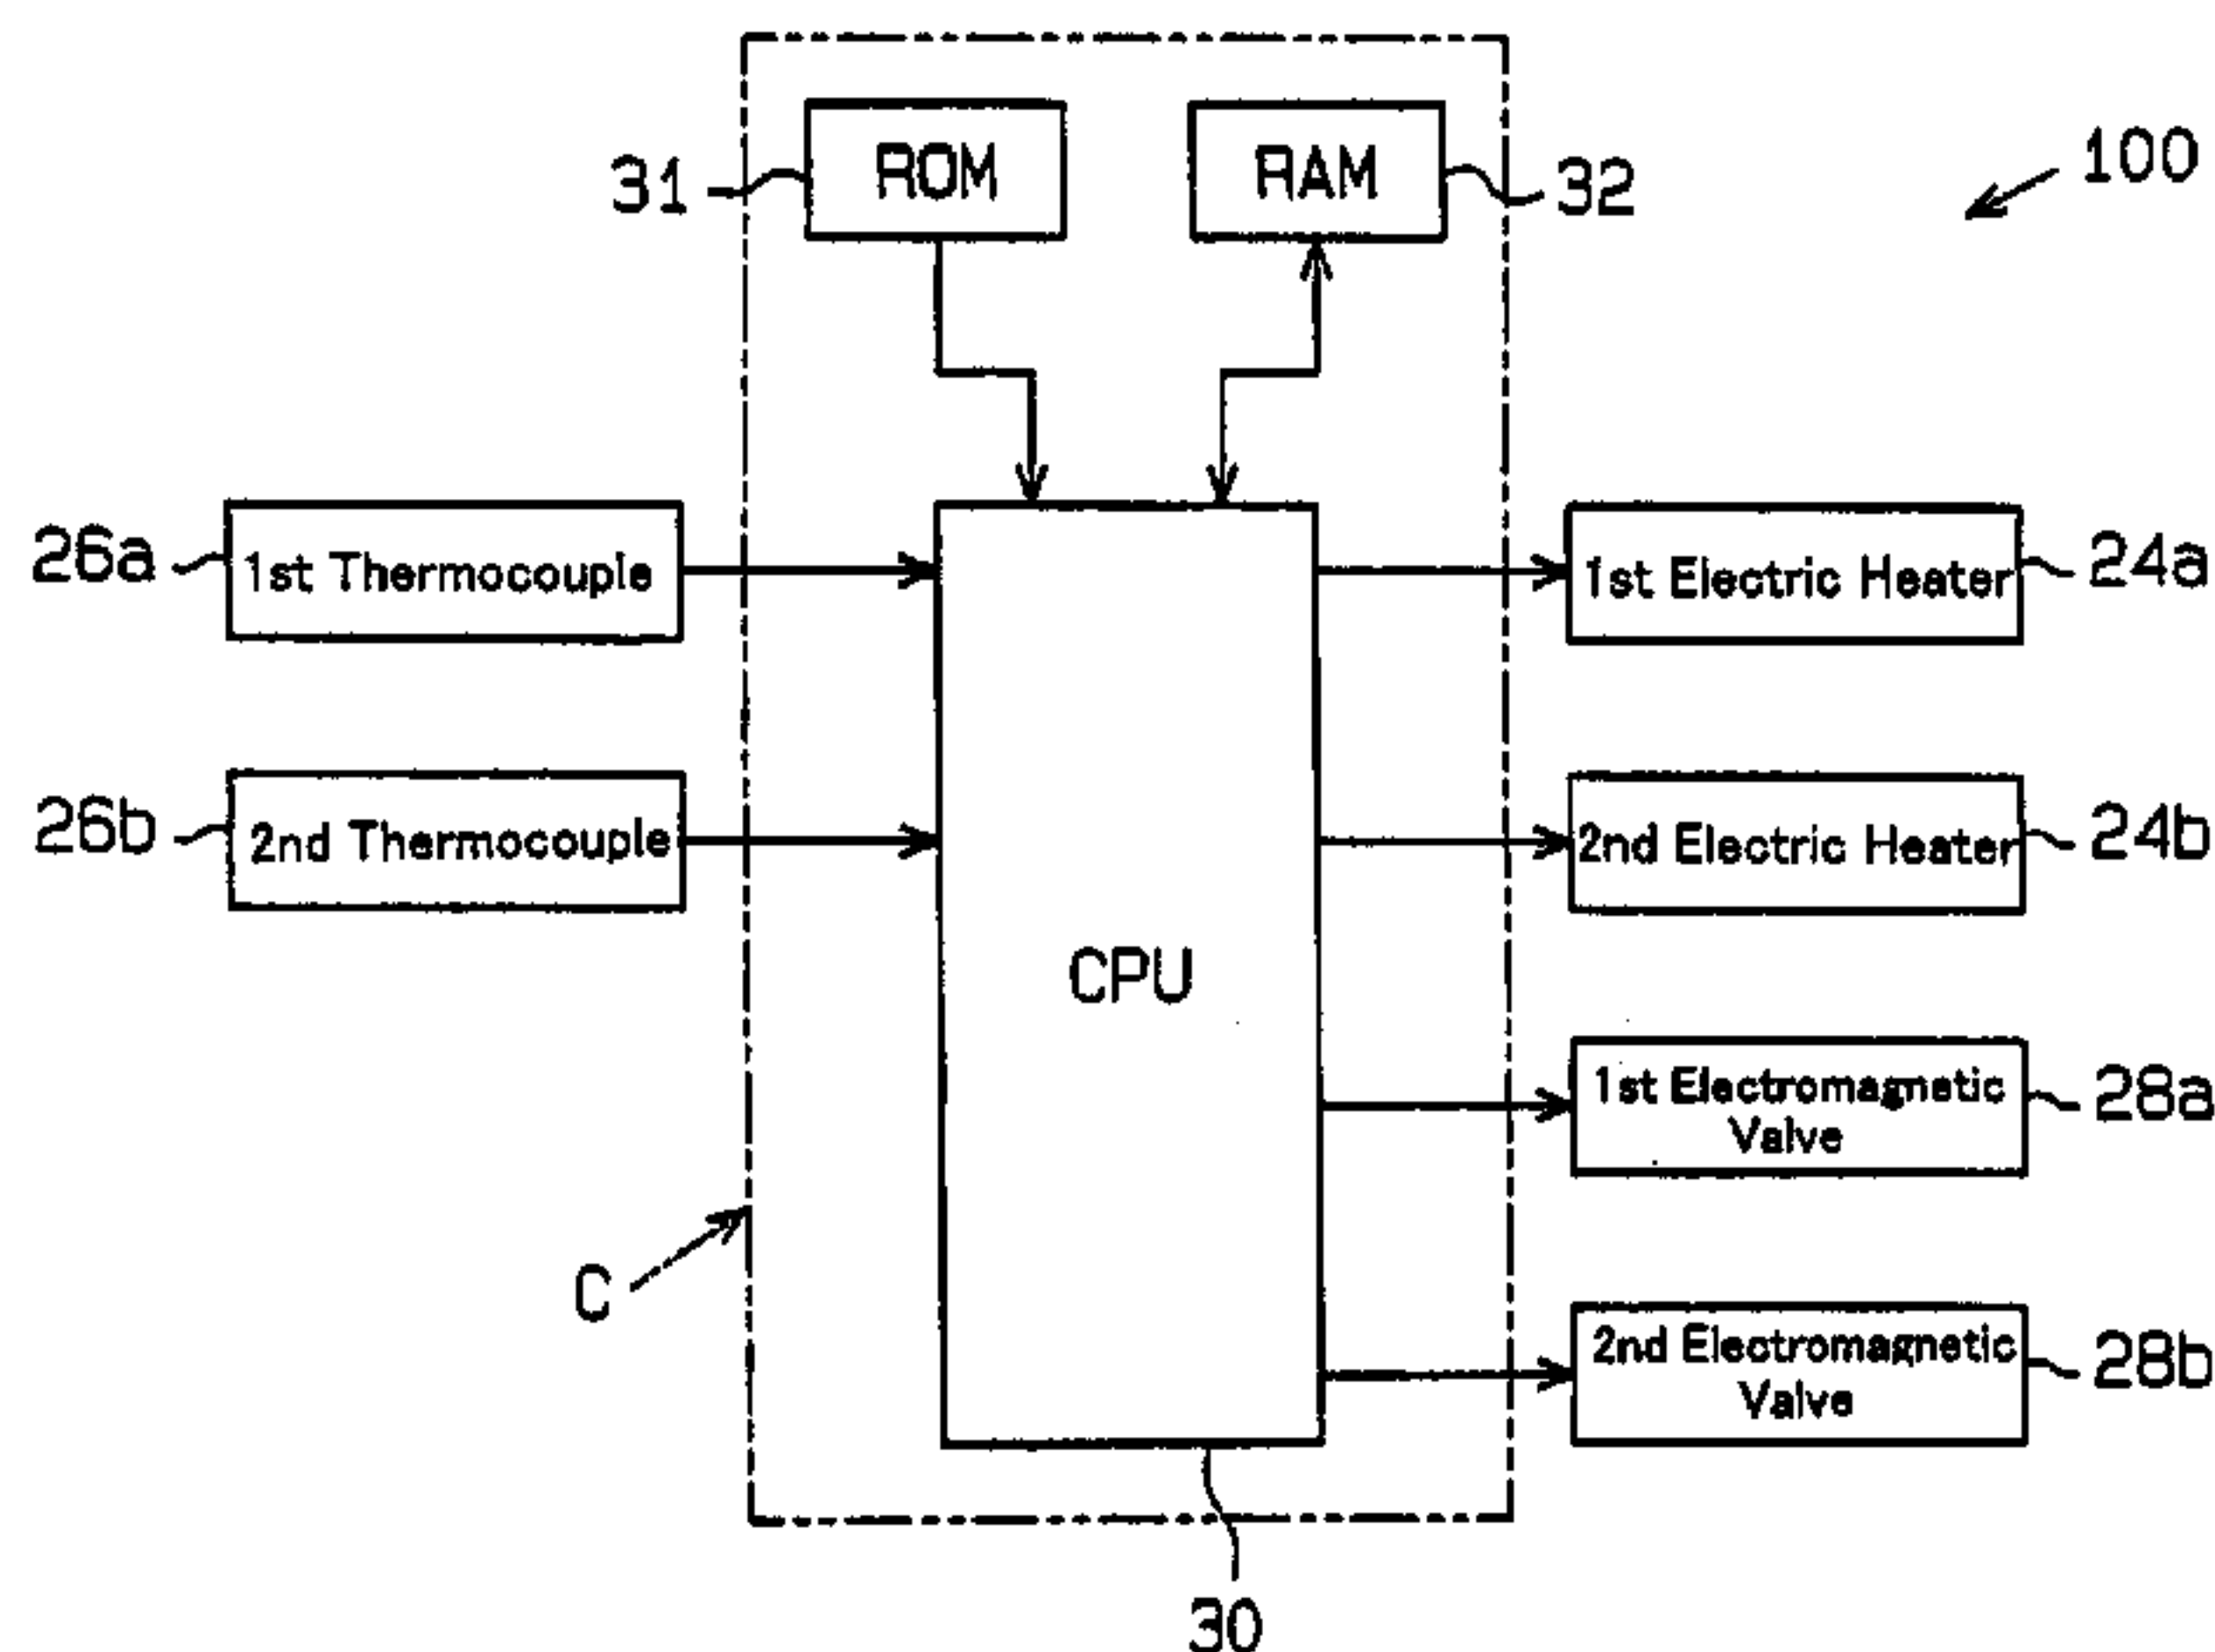 ROM
RAM
31
32
100
26a
1st Thermocouple
1st Electric Heater
24a
26b
2nd Thermocouple
2nd Electric Heater
24b
CPU
1st Electromagnetic
Valve
28a
C
2nd Electromagnetic
Valve
28b
30